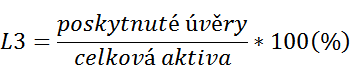 L3 = poskytnuté úvěry / celková aktiva * 100(%)